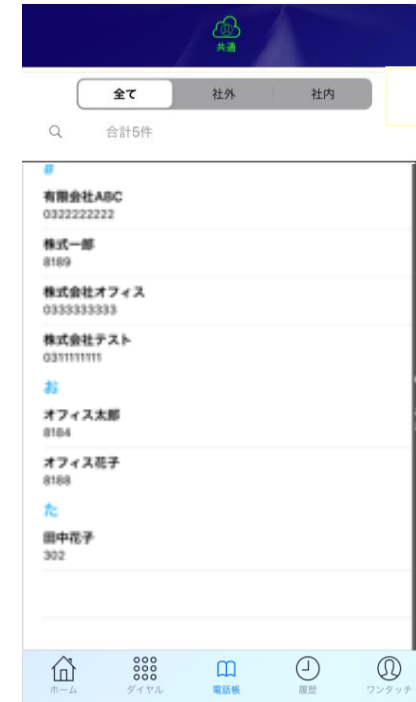 共通
全て 社外 社内
合計5件
#
有限会社ABC
0322222222
株式一郎
8189
株式会社オフィス
0333333333
株式会社テスト
0311111111
お
オフィス太郎
8184
オフィス花子
8188
た
田中花子
302
ホーム ダイヤル 電話帳 履歴 ワンタッチ